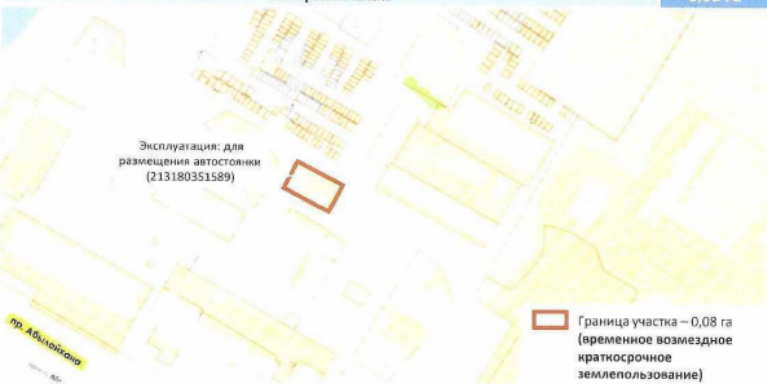 Эксплуатация: для
размещения автостоянки
(213180351589)
пр. Абылайхана
Граница участка – 0,08 га
(временное возмездное
краткосрочное
землепользование)